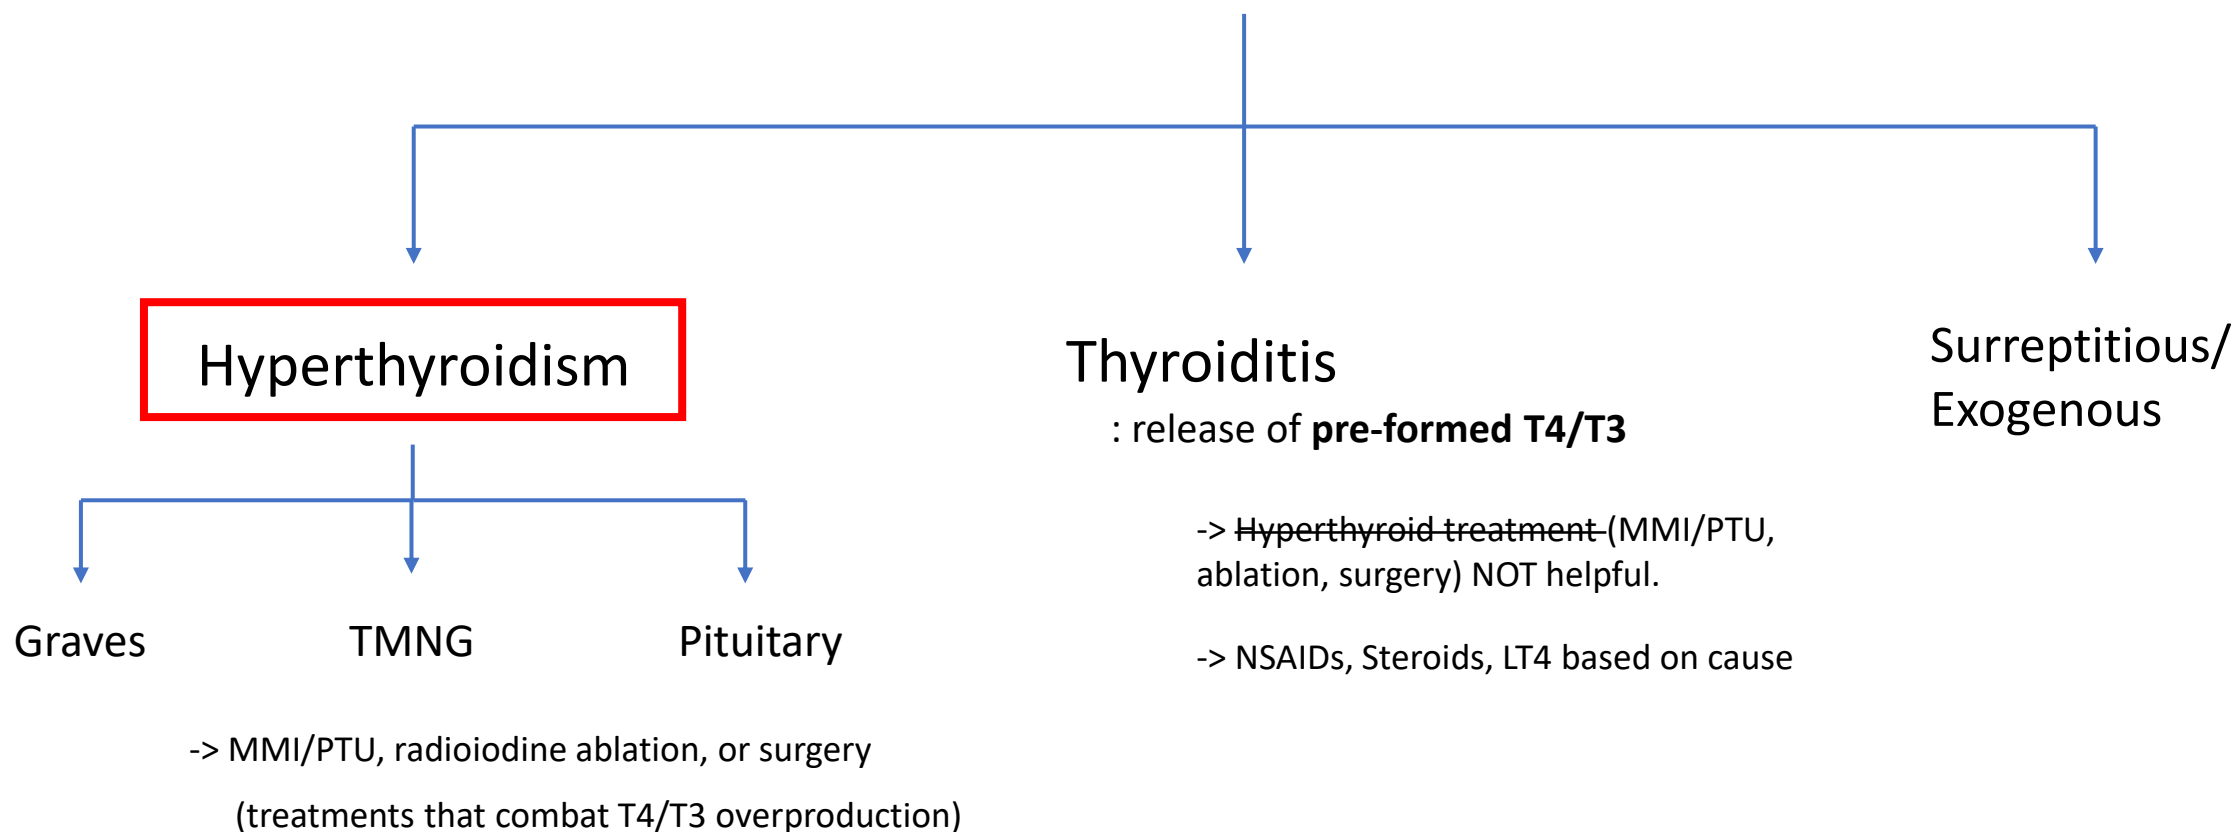 Hyperthyroidism
Thyroiditis
: release of pre-formed T4/T3
-> Hyperthyroid treatment (MMI/PTU,
ablation, surgery) NOT helpful.
-> NSAIDs, Steroids, LT4 based on cause
Surreptitious/
Exogenous
Graves
TMNG
Pituitary
-> MMI/PTU, radioiodine ablation, or surgery
(treatments that combat T4/T3 overproduction)